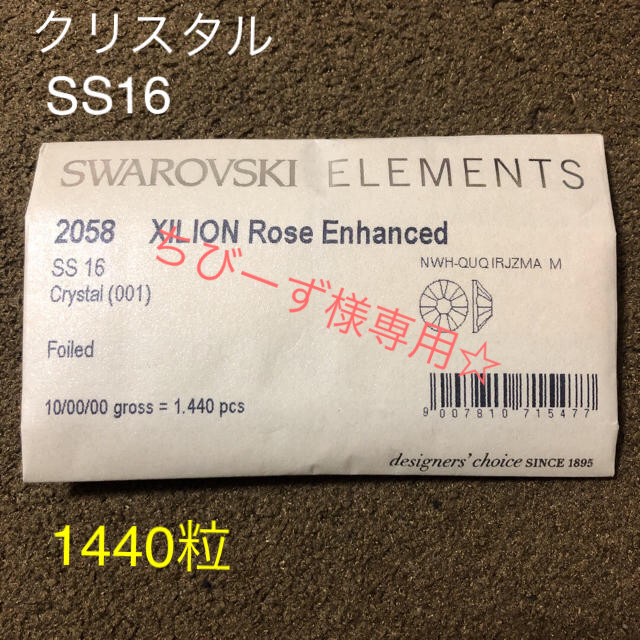 クリスタル
SS16
SWAROVSKI ELEMENTS
2058 XILION Rose Enhanced
SS 16
NWH-QUQIRJZMA M
Crystal (001)
ちびーず様専用☆
Foiled
10/00/00 gross = 1.440 pcs
9 007810 715477
designers' choice SINCE 1895
1440粒